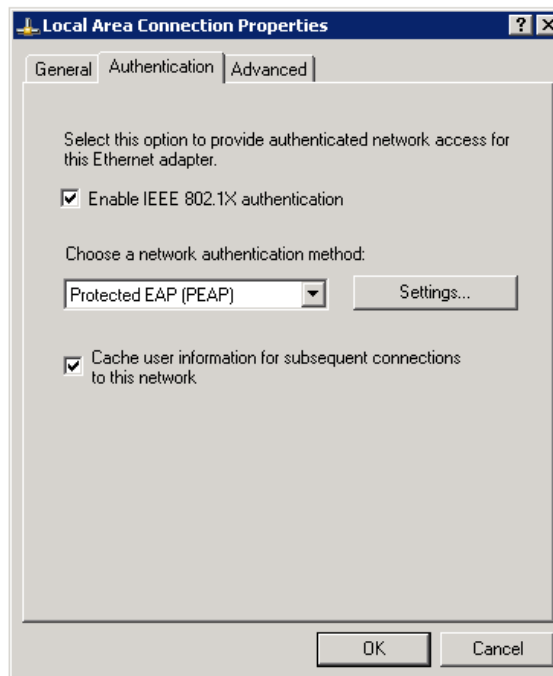 Local Area Connection Properties
General Authentication Advanced
Select this option to provide authenticated network access for
this Ethernet adapter.
Enable IEEE 802.1X authentication
Choose a network authentication method:
Protected EAP (PEAP) Settings...
Cache user information for subsequent connections
to this network
OK Cancel